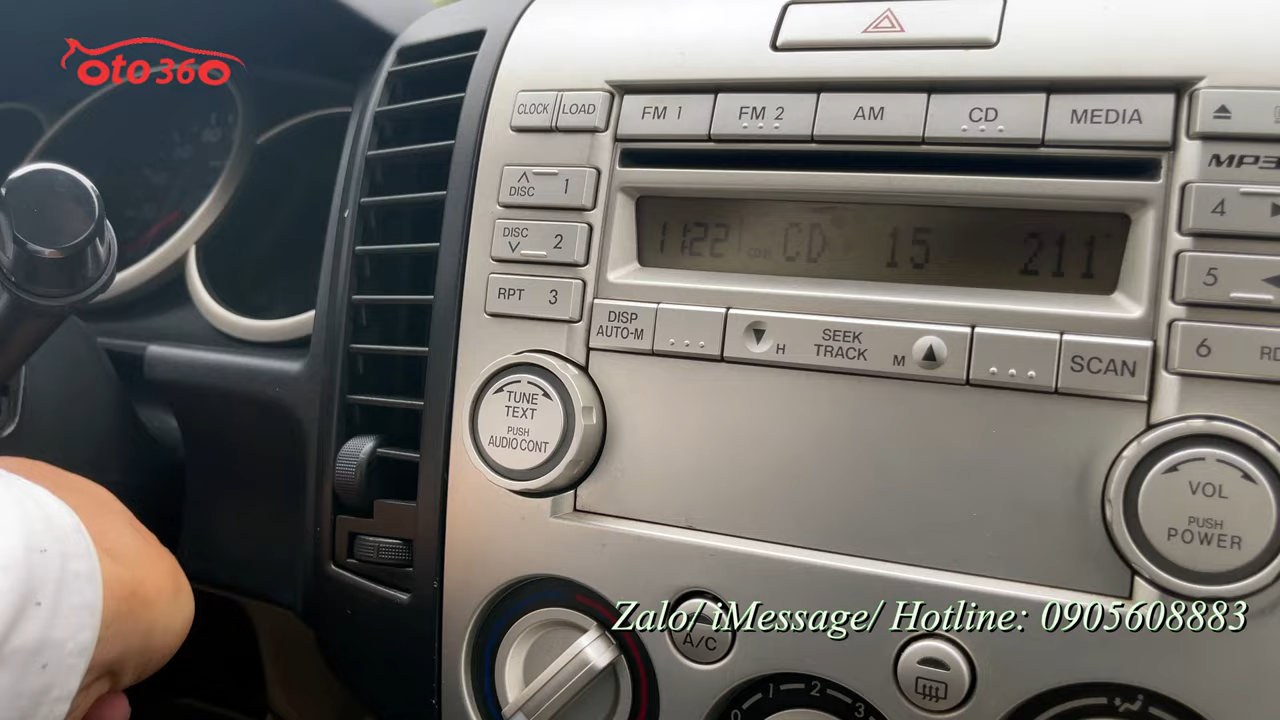 oto360
CLOCK LOAD
FM 1 FM 2 AM CD MEDIA
MP3
DISC 1
DISC 2
RPT 3
11:22 CD 15 211
4
5
6
DISP
AUTO-M
SEEK
TRACK
H M
SCAN
TUNE
TEXT
PUSH
AUDIO CONT
VOL
PUSH
POWER
Zalo/ iMessage/ Hotline: 0905608883
A/C
0 1 2 3